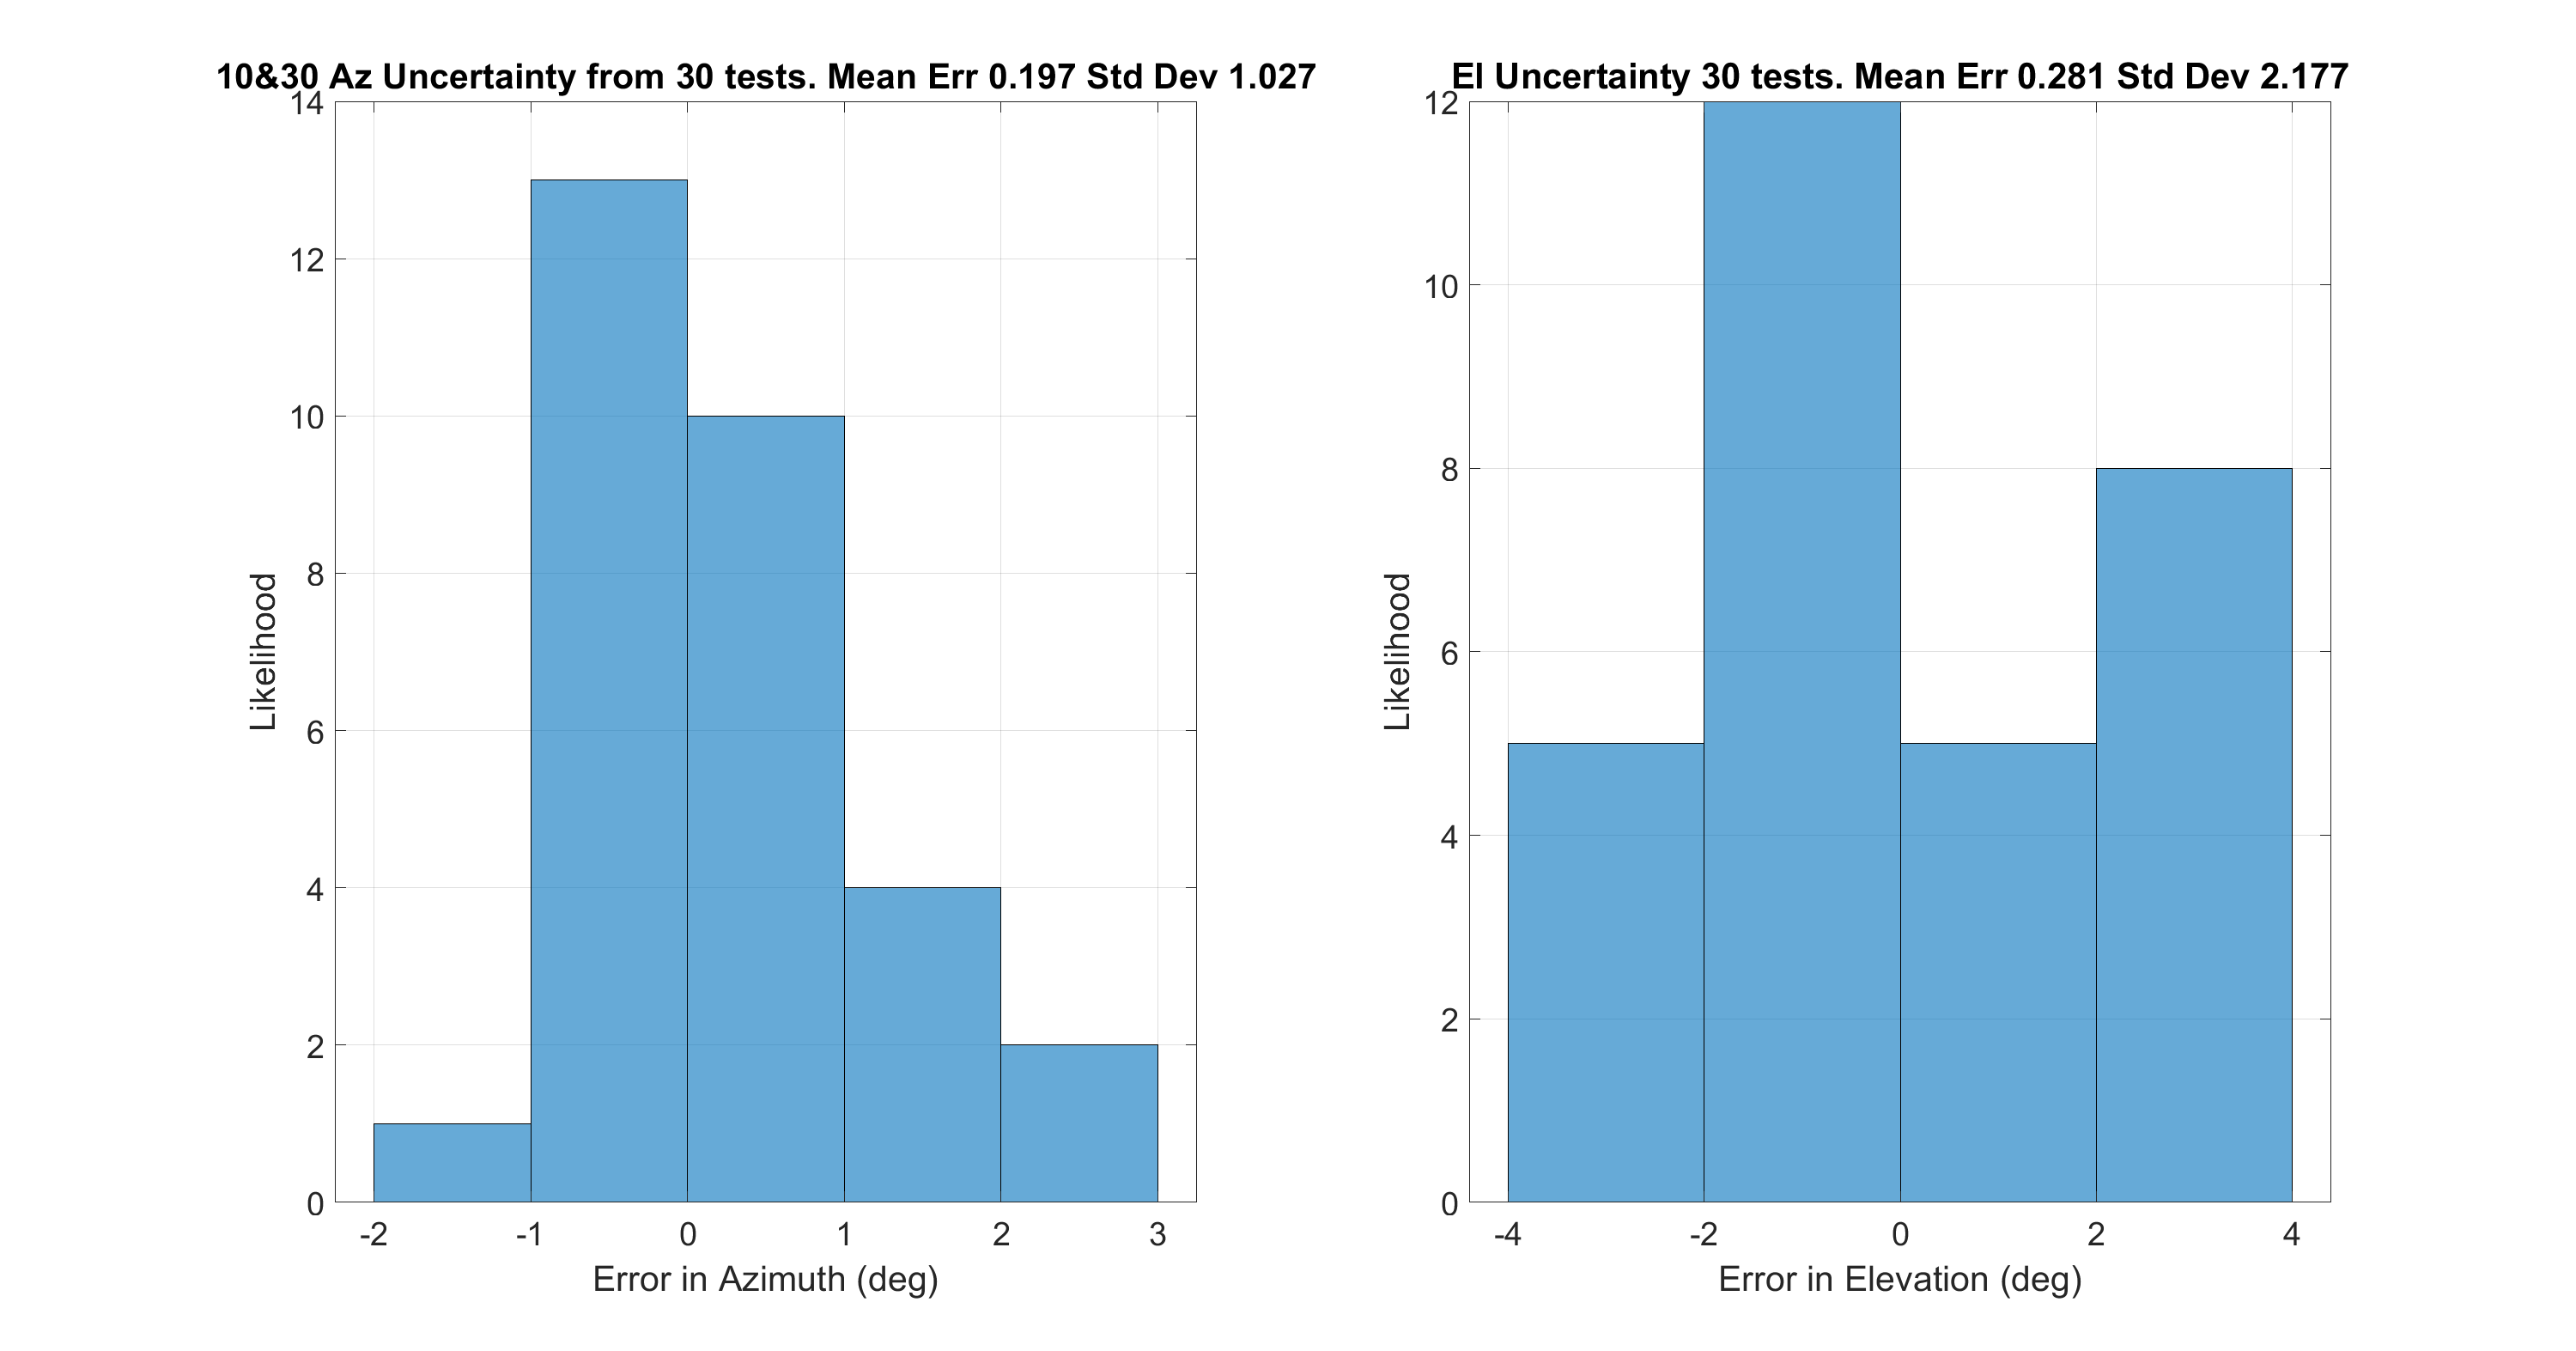 10&30 Az Uncertainty from 30 tests. Mean Err 0.197 Std Dev 1.027
14
12
10
8
6
4
2
0
Likelihood
-2 -1 0 1 2 3
Error in Azimuth (deg)
El Uncertainty 30 tests. Mean Err 0.281 Std Dev 2.177
12
10
8
6
4
2
0
Likelihood
-4 -2 0 2 4
Error in Elevation (deg)